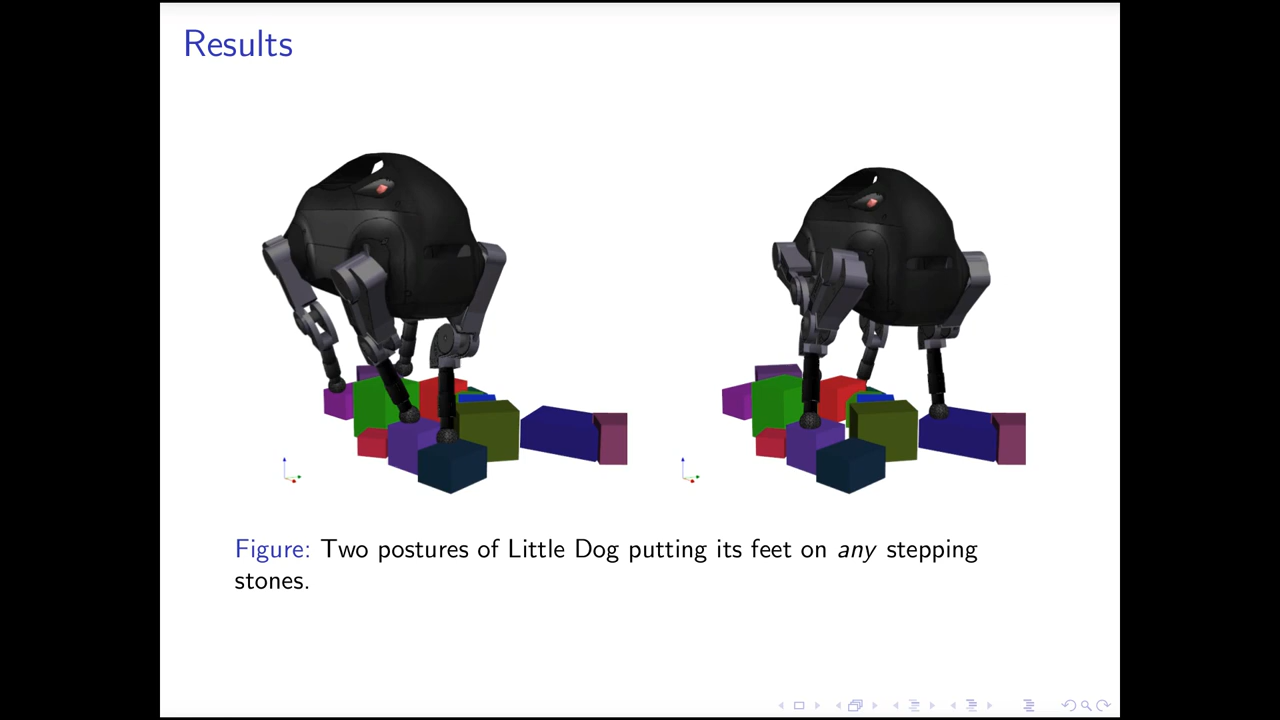 Results
Figure: Two postures of Little Dog putting its feet on any stepping
stones.